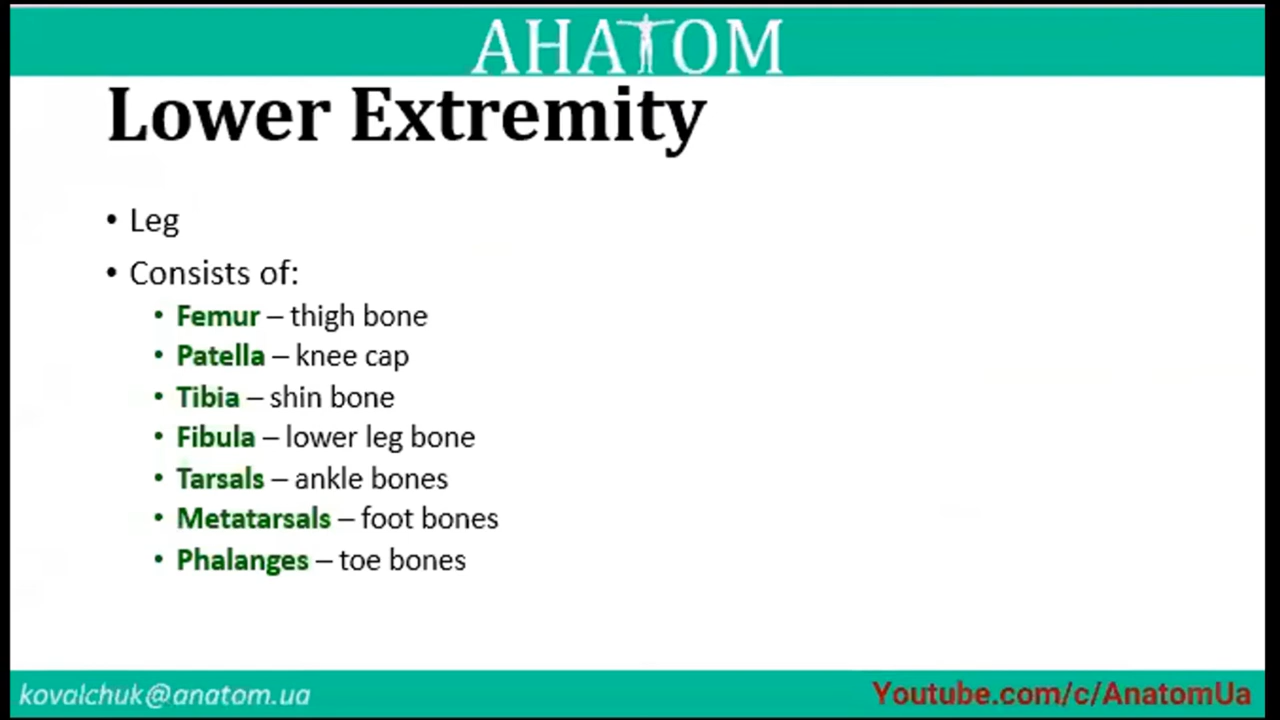 АНАТОМ
Lower Extremity
• Leg
• Consists of:
• Femur – thigh bone
• Patella – knee cap
• Tibia – shin bone
• Fibula – lower leg bone
• Tarsals – ankle bones
• Metatarsals – foot bones
• Phalanges – toe bones
kovalchuk@anatom.ua
Youtube.com/c/AnatomUa